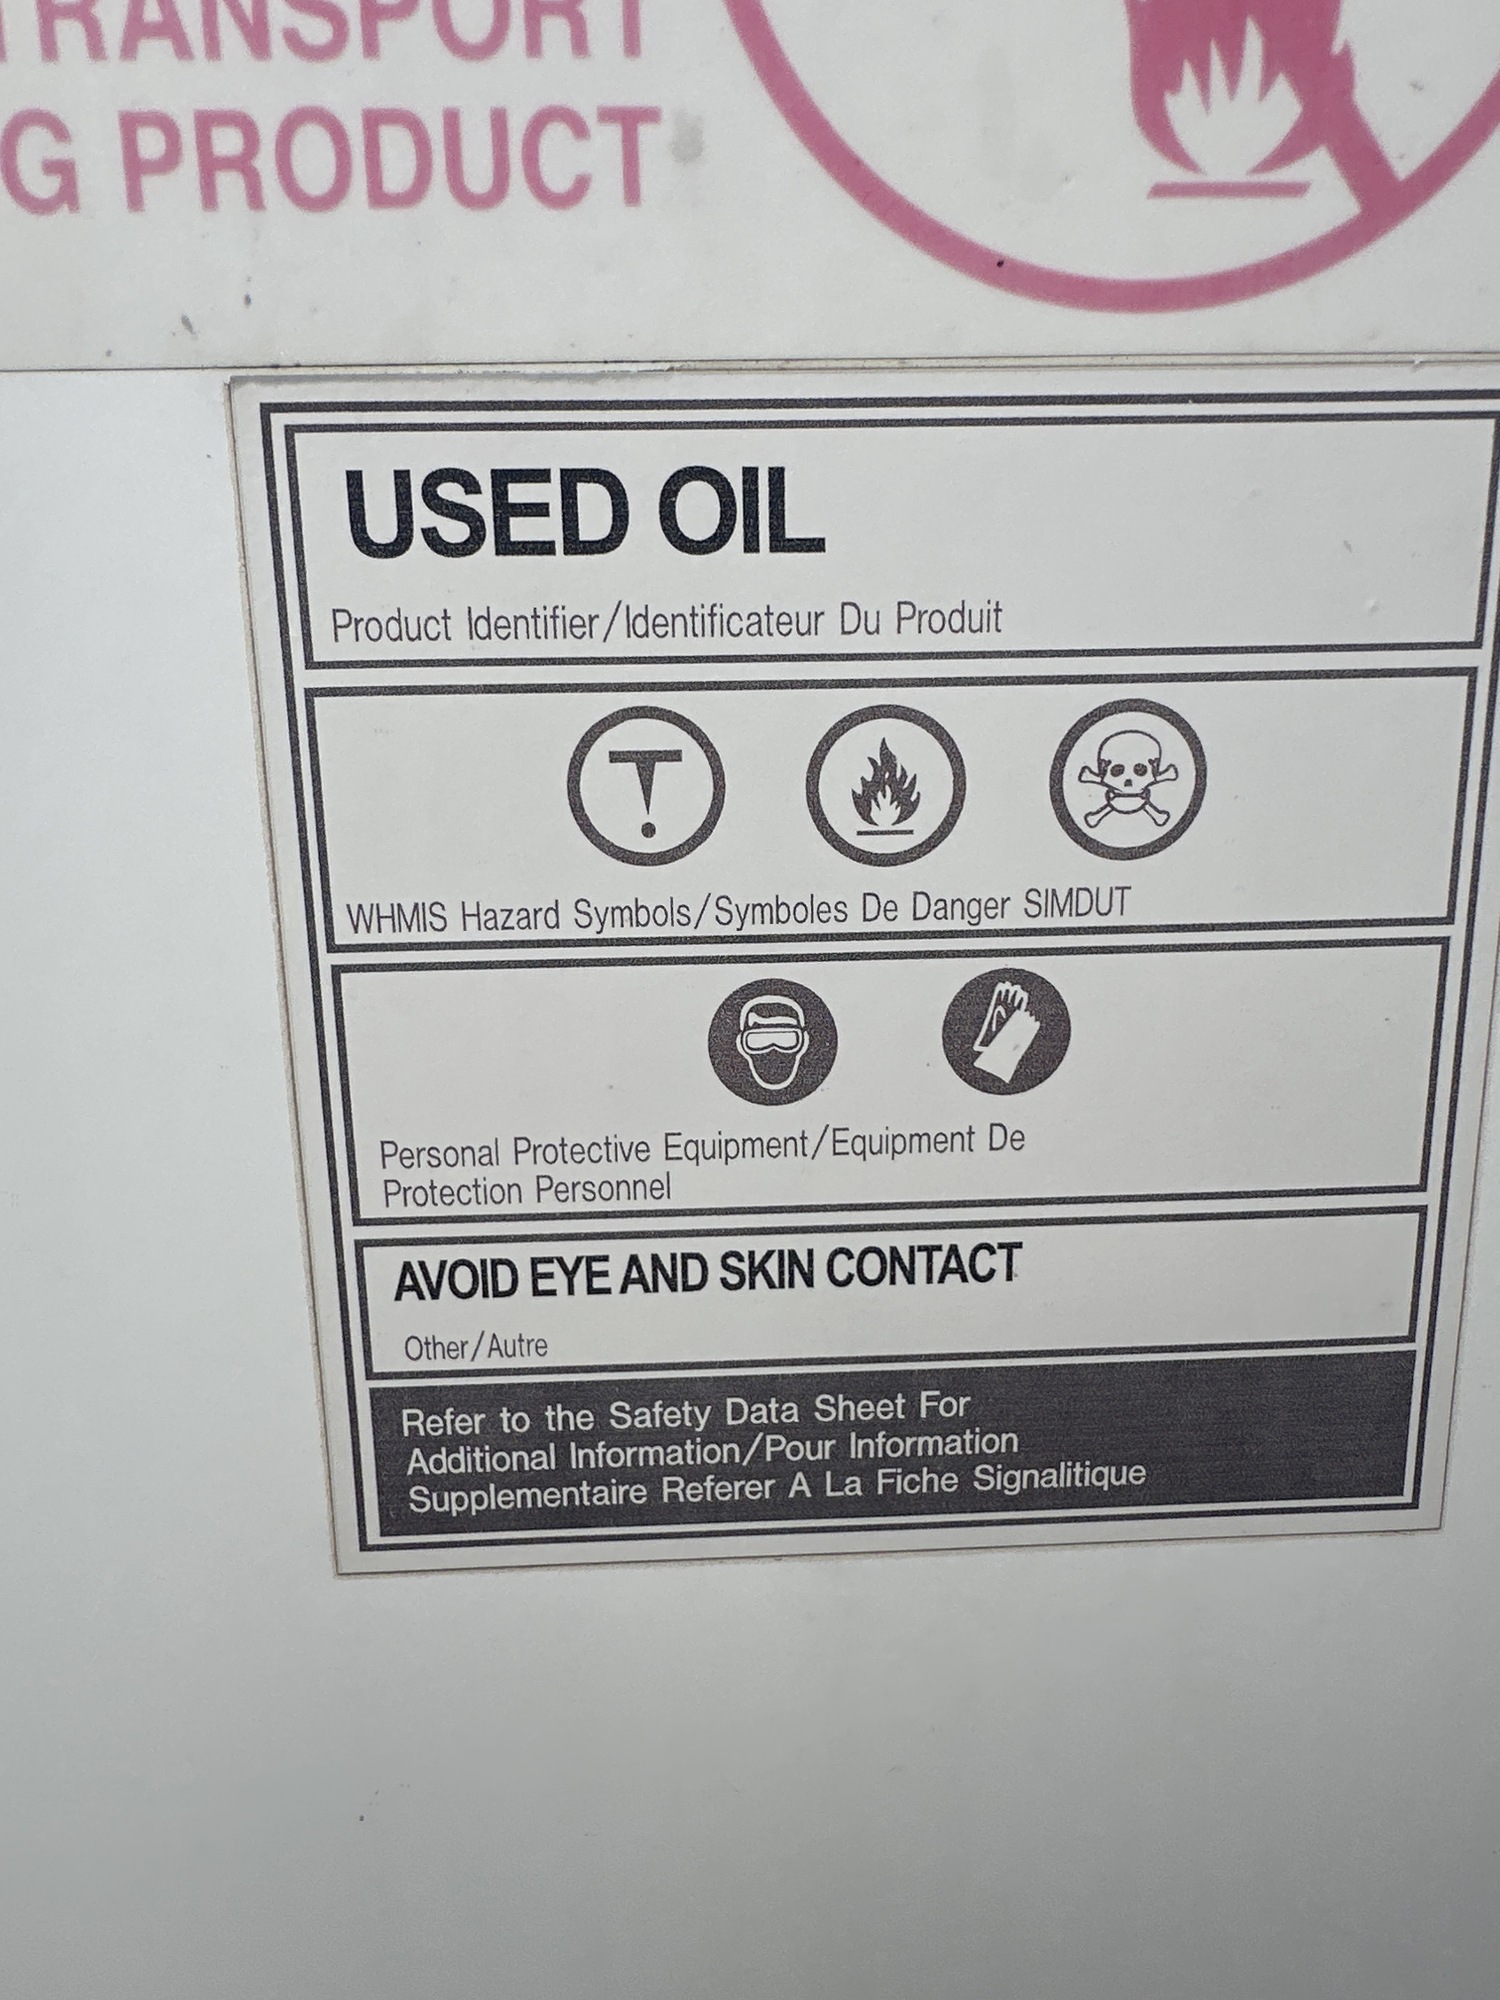 TRANSPORT
G PRODUCT
USED OIL
Product Identifier/Identificateur Du Produit
WHMIS Hazard Symbols/Symboles De Danger SIMDUT
Personal Protective Equipment/Equipment De
Protection Personnel
AVOID EYE AND SKIN CONTACT
Other/Autre
Refer to the Safety Data Sheet For
Additional Information/Pour Information
Supplementaire Referer A La Fiche Signalitique